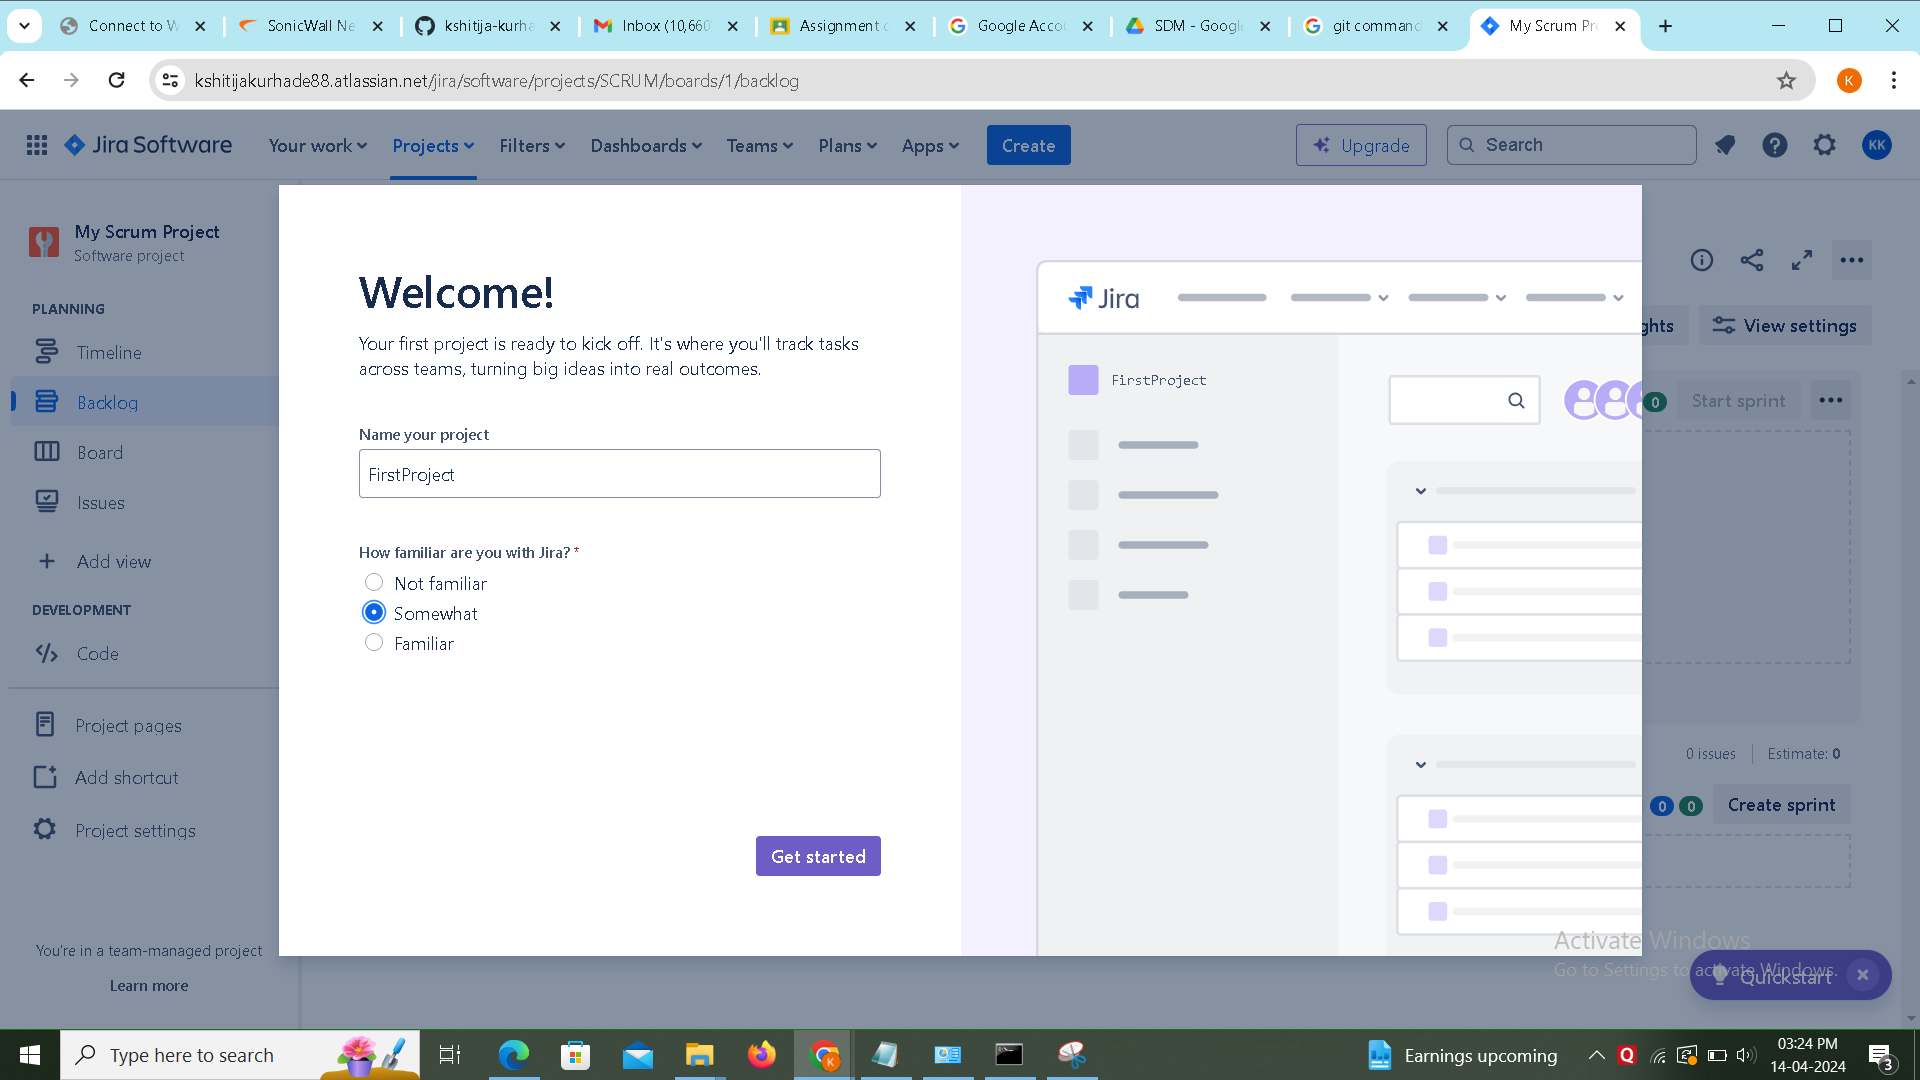 Connect to W
SonicWall Ne
kshitija-kurha
Inbox (10,660
Assignment
Google Accou
SDM - Google
git command
My Scrum Pr
kshitijakurhade88.atlassian.net/jira/software/projects/SCRUM/boards/1/backlog
K
Jira Software
Your work
Projects
Filters
Dashboards
Teams
Plans
Apps
Create
Upgrade
Search
KK
My Scrum Project
Software project
PLANNING
Timeline
Backlog
Board
Issues
Add view
DEVELOPMENT
Code
Project pages
Add shortcut
Project settings
You're in a team-managed project
Learn more
Welcome!
Your first project is ready to kick off. It's where you'll track tasks
across teams, turning big ideas into real outcomes.
Name your project
FirstProject
How familiar are you with Jira? *
Not familiar
Somewhat
Familiar
Get started
Jira
FirstProject
ghts
View settings
0
Start sprint
0 issues
Estimate: 0
0 0
Create sprint
Activate Windows
Go to Settings to activate Windows.
Quickstart
Type here to search
Earnings upcoming
03:24 PM
14-04-2024
3